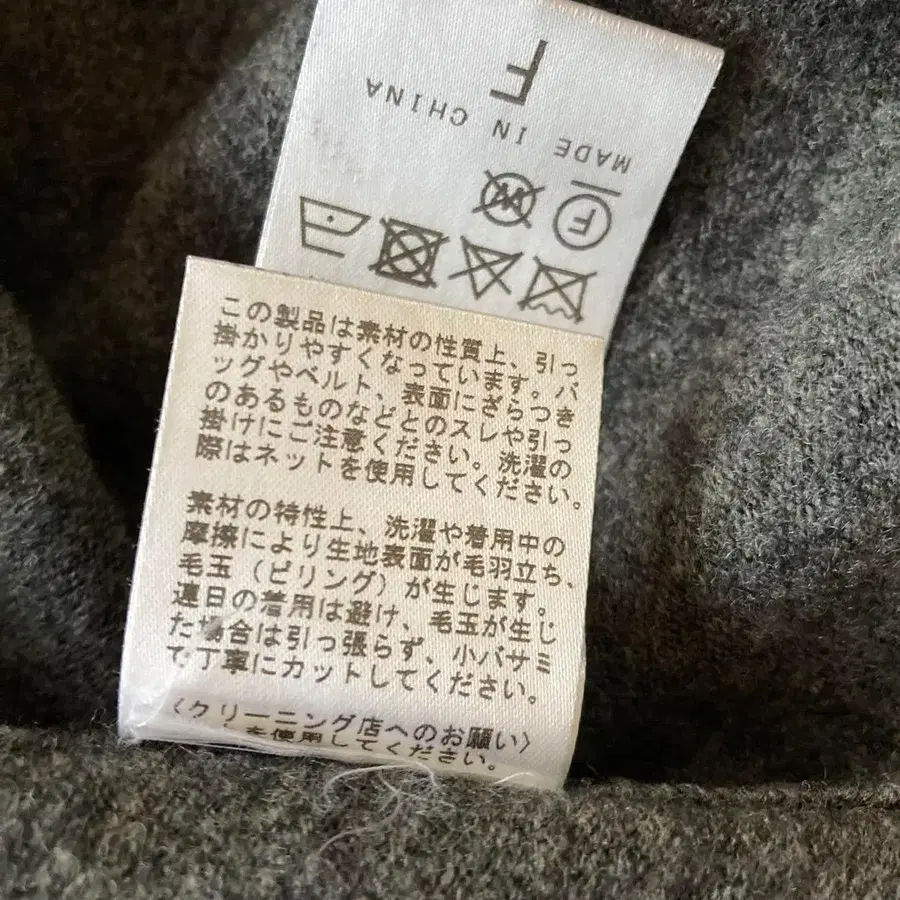 F
MADE IN CHINA
F
W
この製品は素材の性質上、引っ
掛かりやすくなっています。バ
ッグやベルト、表面にざらつき
のあるものなどとのスレや引っ
掛けにご注意ください。洗濯の
際はネットを使用してください。
素材の特性上、洗濯や着用中の
摩擦により生地表面が毛羽立ち、
毛玉（ピリング）が生じます。
連日の着用は避け、毛玉が生じ
た場合は引っ張らず、小バサミ
で丁寧にカットしてください。
〈クリーニング店へのお願い〉
を使用してください。